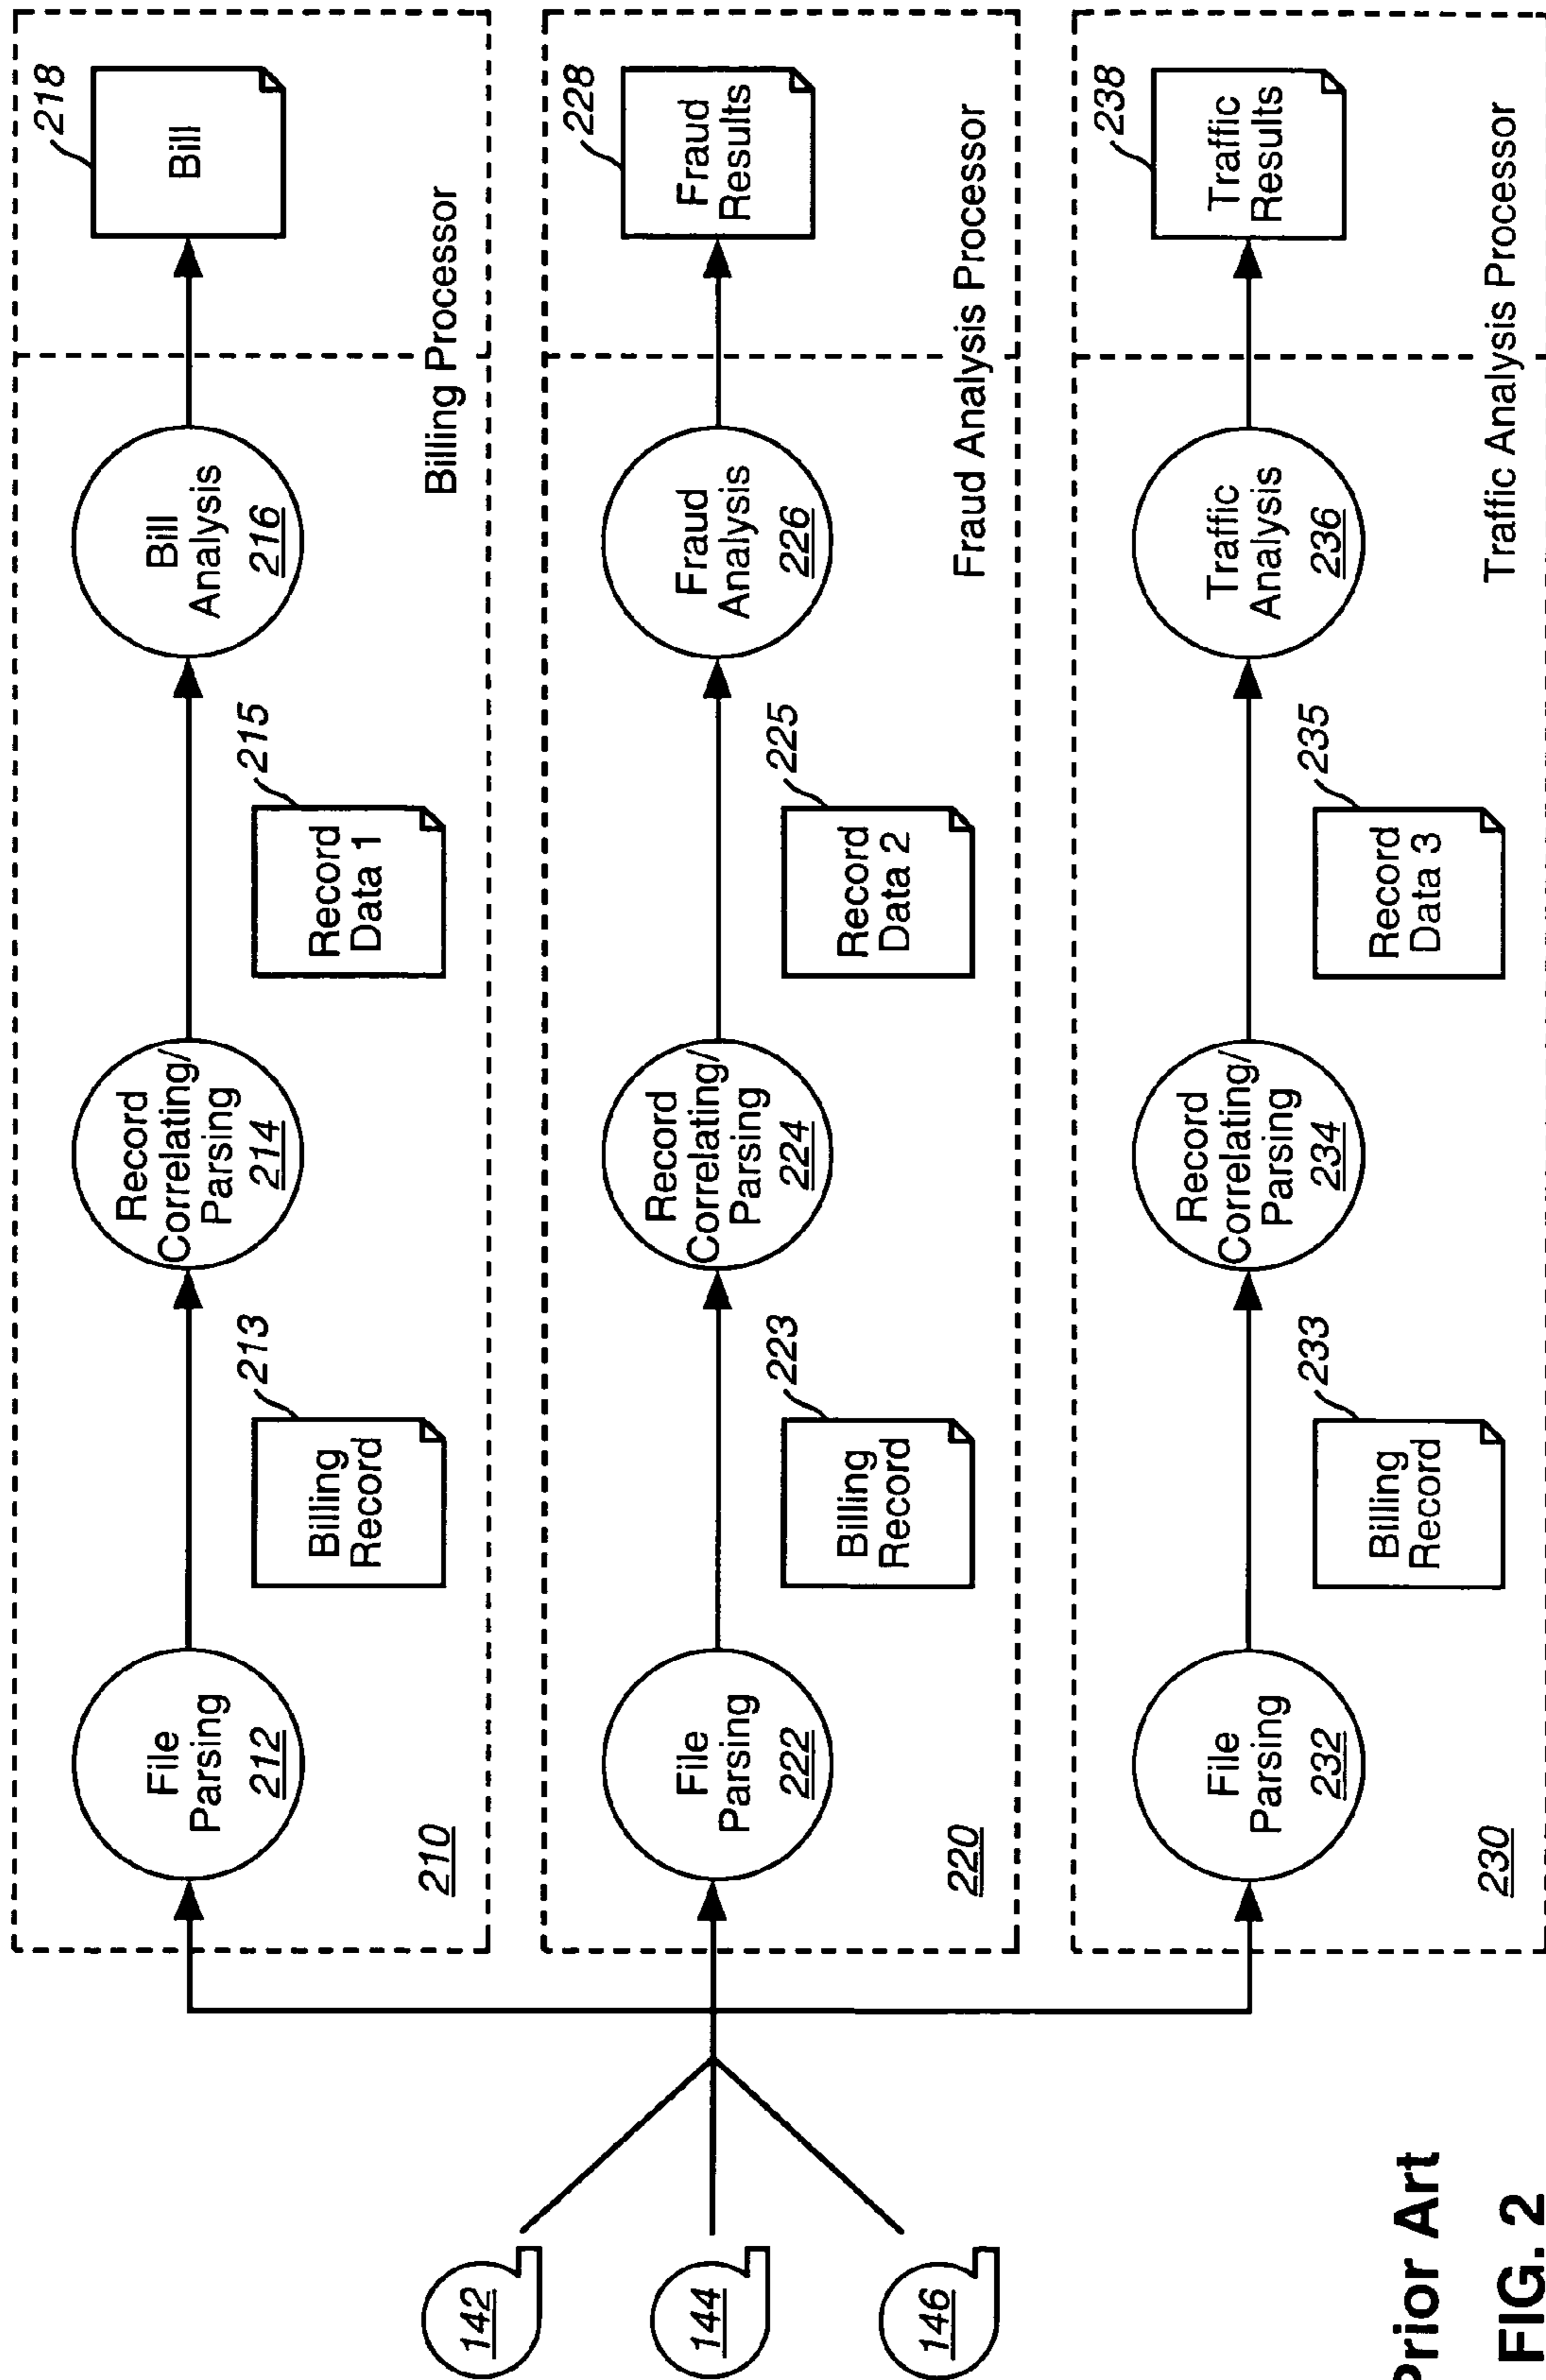 142
144
146
File
Parsing
212
213
Billing
Record
Record
Correlating/
Parsing
214
215
Record
Data 1
Bill
Analysis
216
218
Bill
210
Billing Processor
File
Parsing
222
223
Billing
Record
Record
Correlating/
Parsing
224
225
Record
Data 2
Fraud
Analysis
226
228
Fraud
Results
220
Fraud Analysis Processor
File
Parsing
232
233
Billing
Record
Record
Correlating/
Parsing
234
235
Record
Data 3
Traffic
Analysis
236
238
Traffic
Results
230
Traffic Analysis Processor
Prior Art
FIG. 2